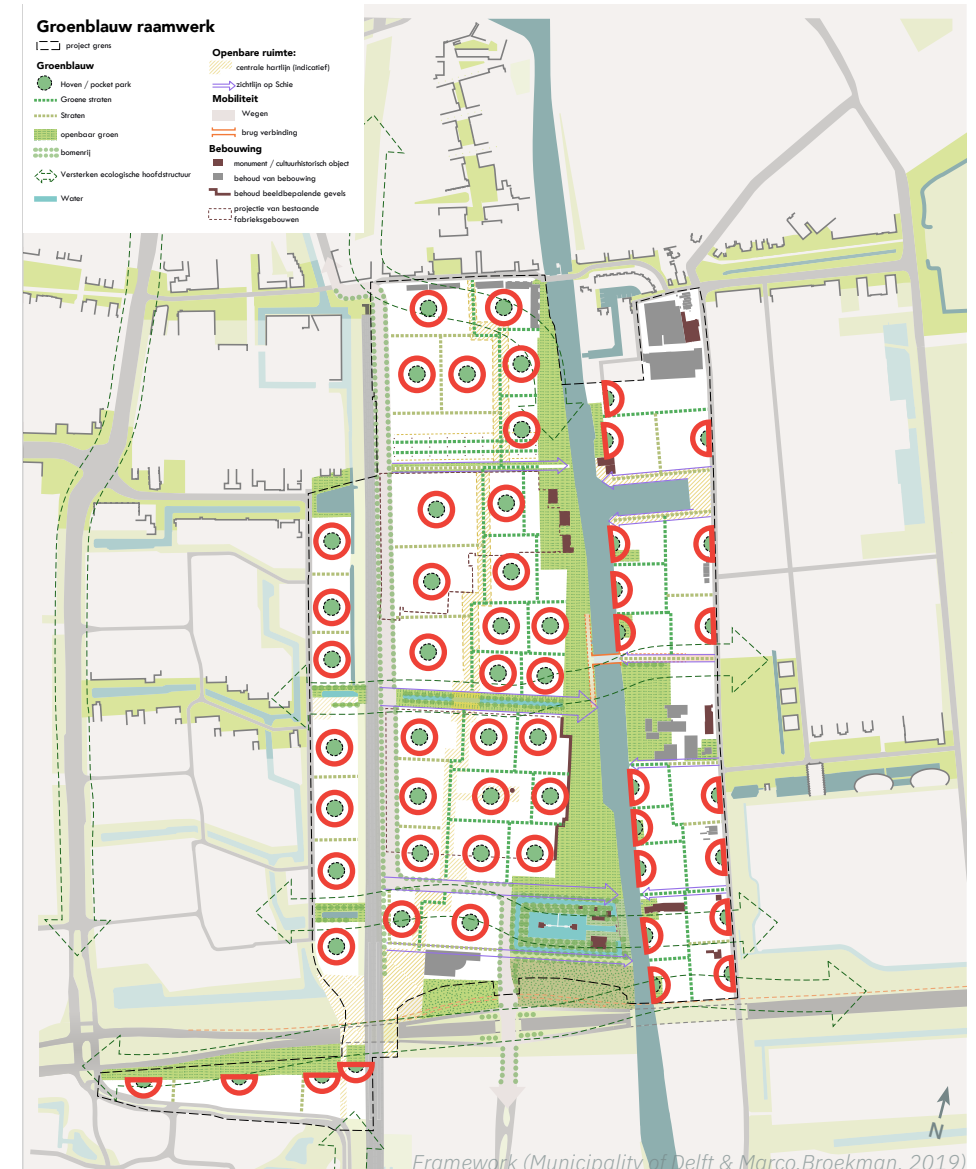 Groenblauw raamwerk
project grens
Groenblauw
Hoven / pocket park
Groene straten
Straten
openbaar groen
bomenrij
Versterken ecologische hoofdstructuur
Water
Openbare ruimte:
centrale hartlijn (indicatief)
zichtlijn op Schie
Mobiliteit
Wegen
brug verbinding
Bebouwing
monument / cultuurhistorisch object
behoud van bebouwing
behoud beeldbepalende gevels
projectie van bestaande
fabrieksgebouwen
N
Framework (Municipality of Delft & Marco.Broekman, 2019)